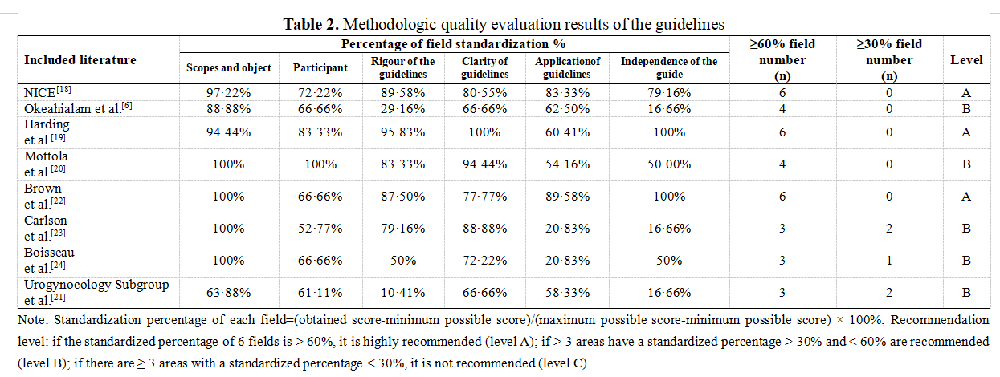 Table 2. Methodologic quality evaluation results of the guidelines
Included literature Percentage of field standardization % ≥60% field number (n) ≥30% field number (n) Level
Scopes and object Participant Rigour of the guidelines Clarity of guidelines Applicationof guidelines Independence of the guide
NICE[18] 97·22% 72·22% 89·58% 80·55% 83·33% 79·16% 6 0 A
Okeahialam et al.[6] 88·88% 66·66% 29·16% 66·66% 62·50% 16·66% 4 0 B
Harding et al.[19] 94·44% 83·33% 95·83% 100% 60·41% 100% 6 0 A
Mottola et al.[20] 100% 100% 83·33% 94·44% 54·16% 50·00% 4 0 B
Brown et al.[22] 100% 66·66% 87·50% 77·77% 89·58% 100% 6 0 A
Carlson et al.[23] 100% 52·77% 79·16% 88·88% 20·83% 16·66% 3 2 B
Boisseau et al.[24] 100% 66·66% 50% 72·22% 20·83% 50% 3 1 B
Urogynocology Subgroup et al.[21] 63·88% 61·11% 10·41% 66·66% 58·33% 16·66% 3 2 B
Note: Standardization percentage of each field=(obtained score-minimum possible score)/(maximum possible score-minimum possible score) × 100%; Recommendation
level: if the standardized percentage of 6 fields is > 60%, it is highly recommended (level A); if > 3 areas have a standardized percentage > 30% and < 60% are recommended
(level B); if there are ≥ 3 areas with a standardized percentage < 30%, it is not recommended (level C).